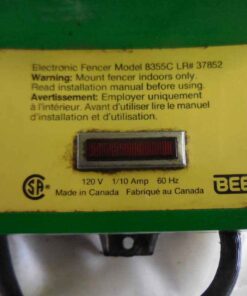 Electronic Fencer Model 8355C LR# 37852
Warning: Mount fencer indoors only.
Read installation manual before using.
Avertissement: Employer uniquement
à l'intérieur. Avant d'utiliser lire le manuel
d'installation et d'utilisation.
SA
120 V 1/10 Amp 60 Hz
Made in Canada Fabriqué au Canada
BEE